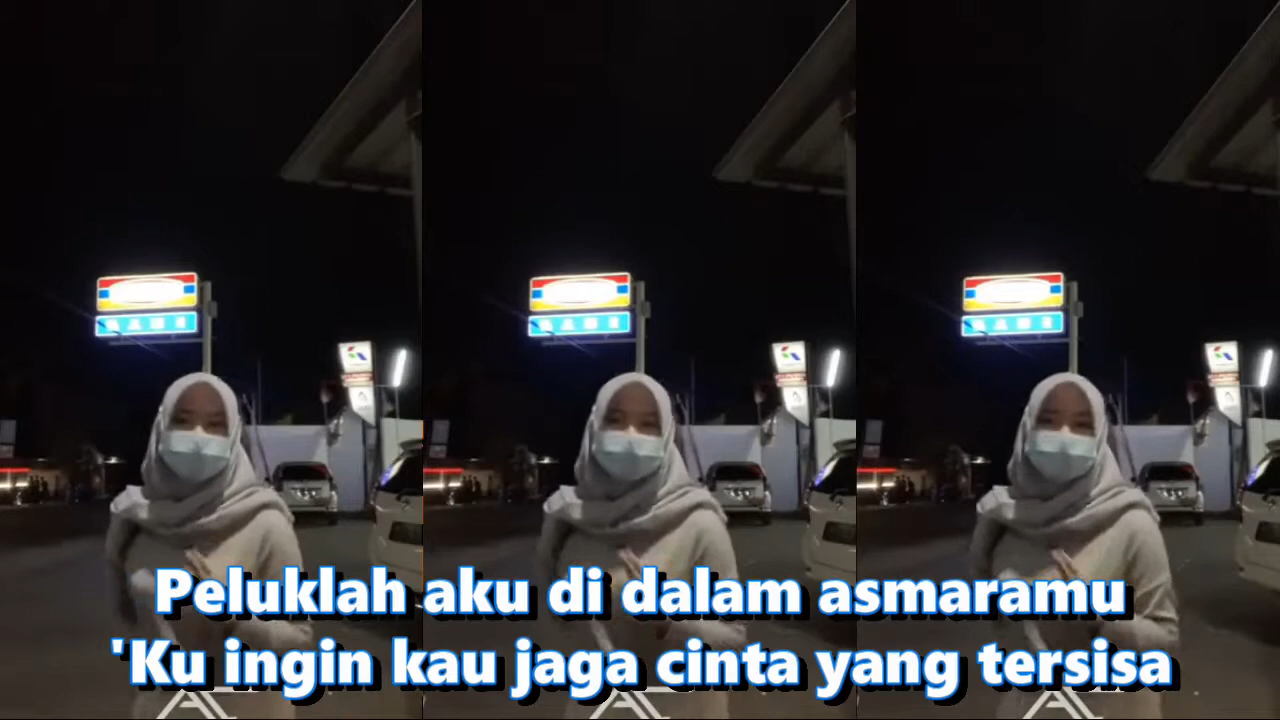 Peluklah aku di dalam asmaramu
'Ku ingin kau jaga cinta yang tersisa